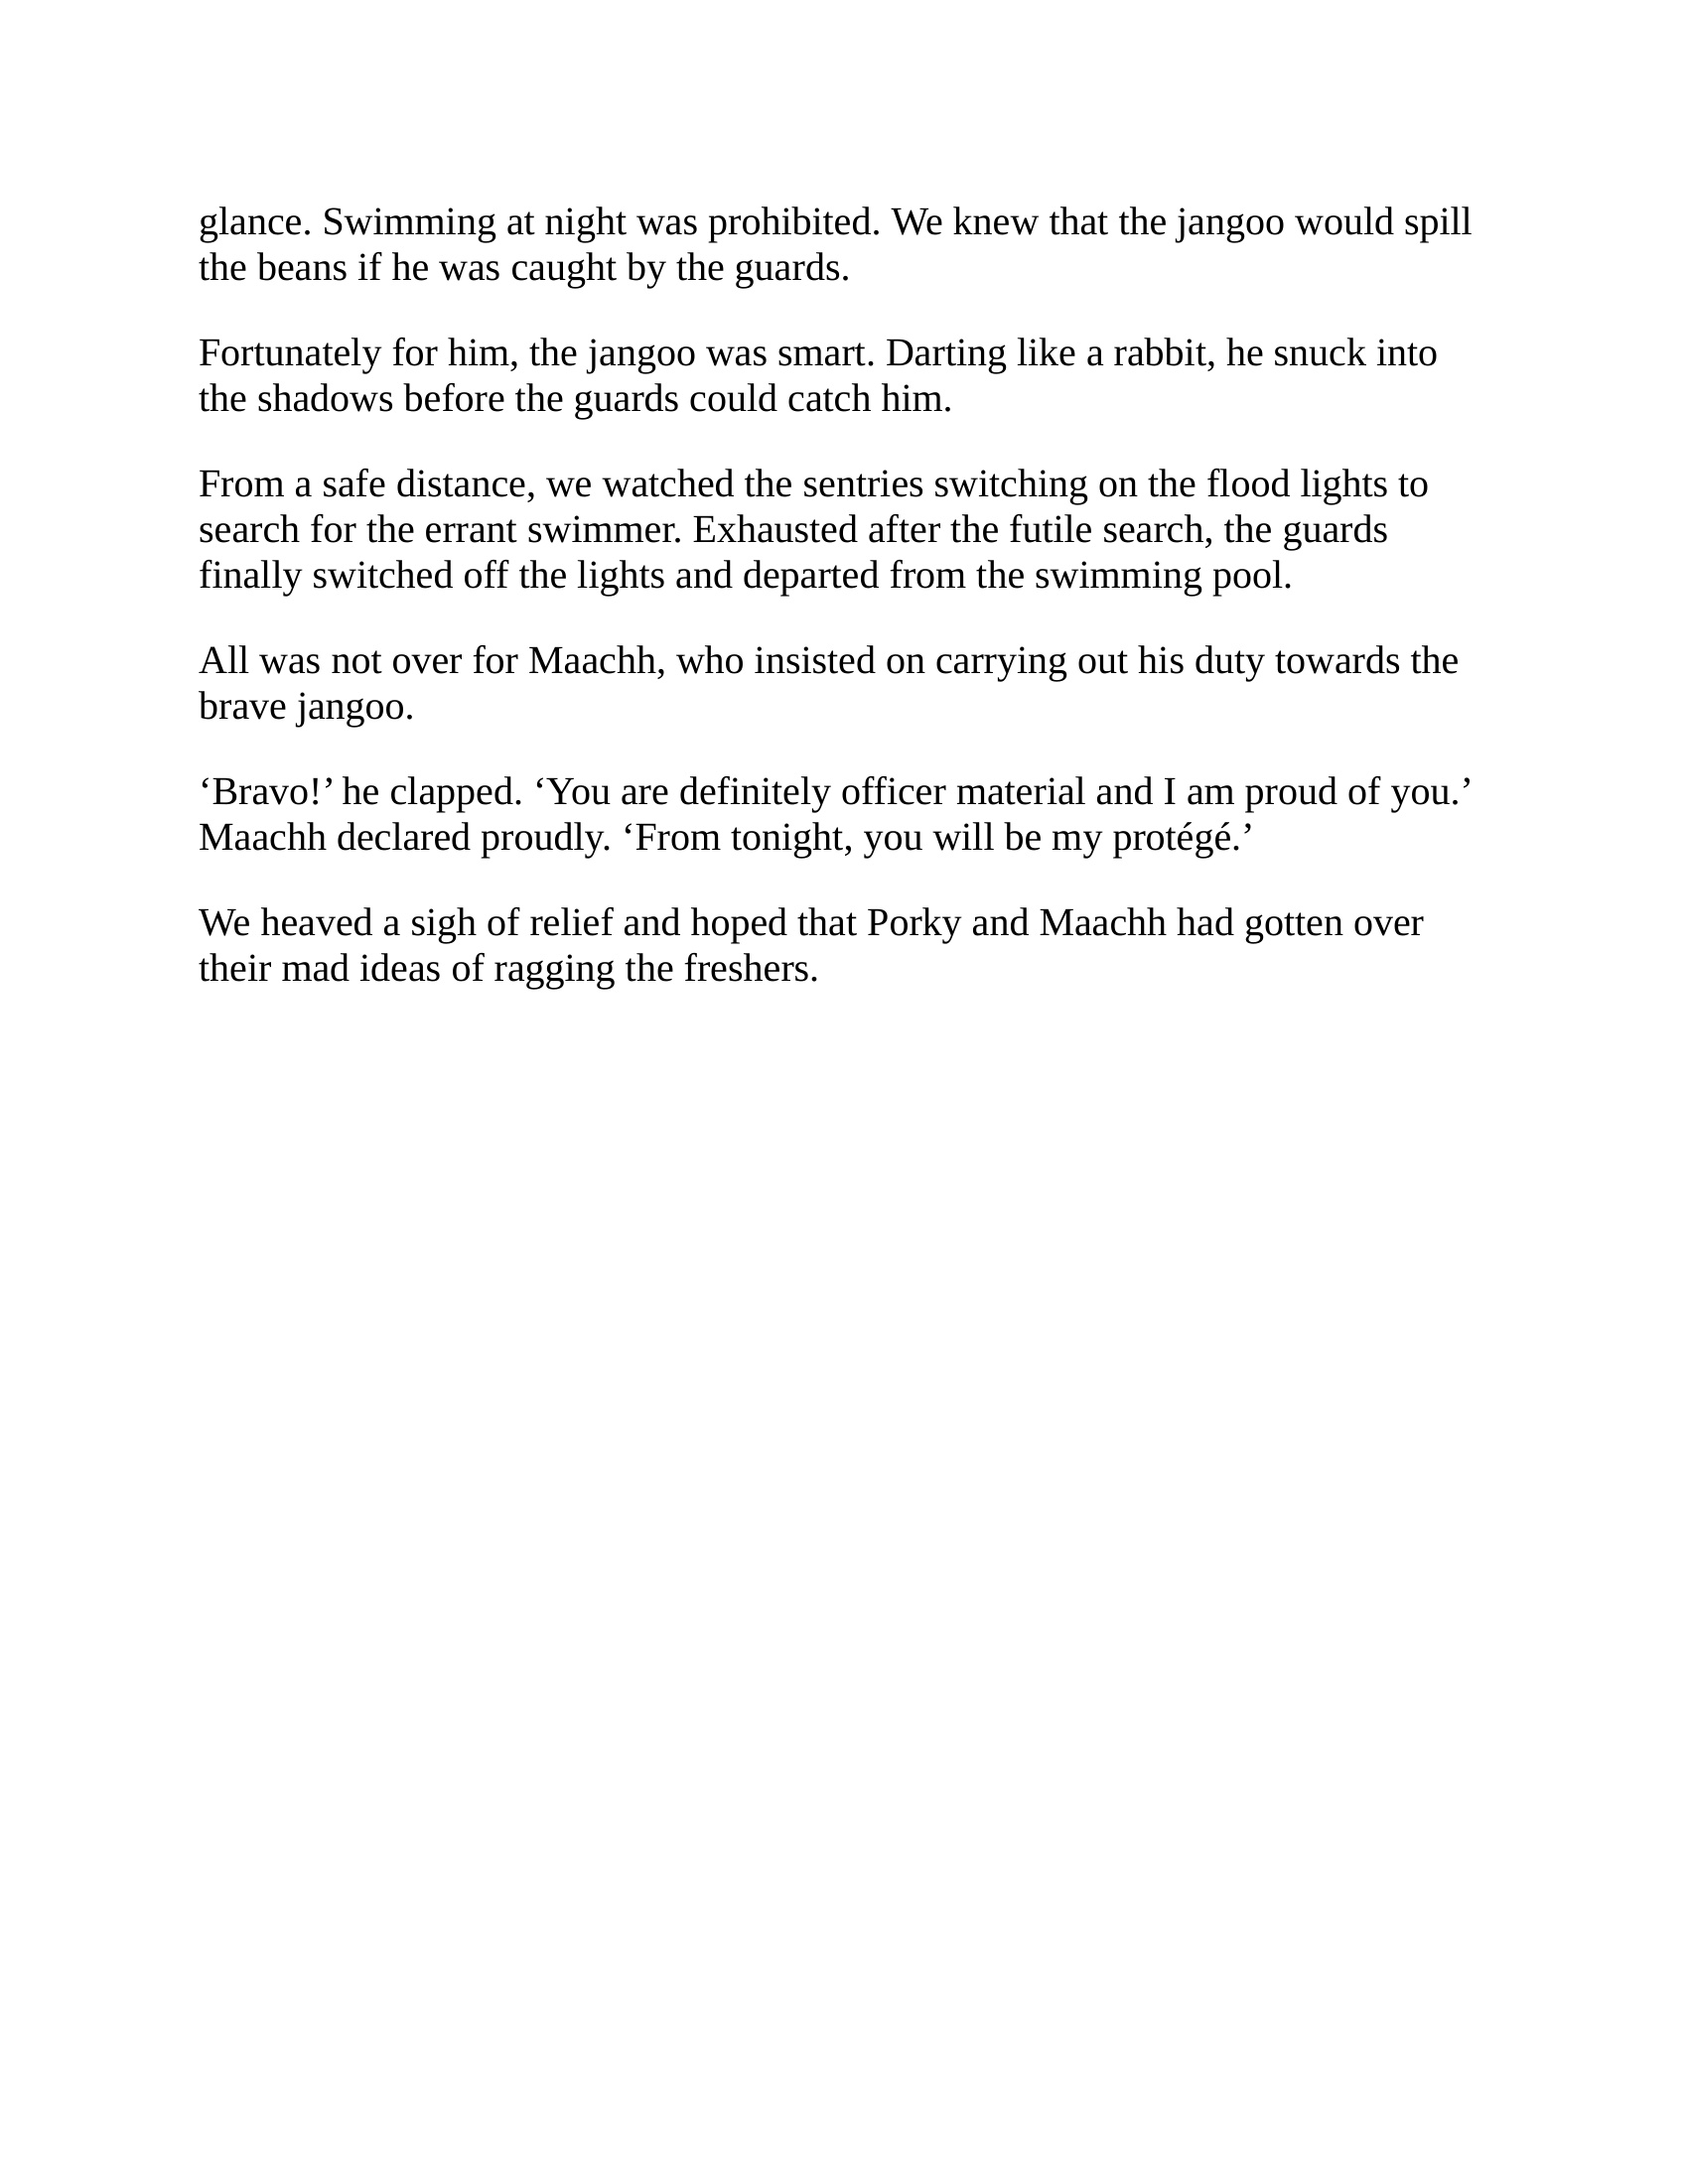 glance. Swimming at night was prohibited. We knew that the jangoo would spill
the beans if he was caught by the guards.
Fortunately for him, the jangoo was smart. Darting like a rabbit, he snuck into
the shadows before the guards could catch him.
From a safe distance, we watched the sentries switching on the flood lights to
search for the errant swimmer. Exhausted after the futile search, the guards
finally switched off the lights and departed from the swimming pool.
All was not over for Maachh, who insisted on carrying out his duty towards the
brave jangoo.
‘Bravo!’ he clapped. ‘You are definitely officer material and I am proud of you.’
Maachh declared proudly. ‘From tonight, you will be my protégé.’
We heaved a sigh of relief and hoped that Porky and Maachh had gotten over
their mad ideas of ragging the freshers.